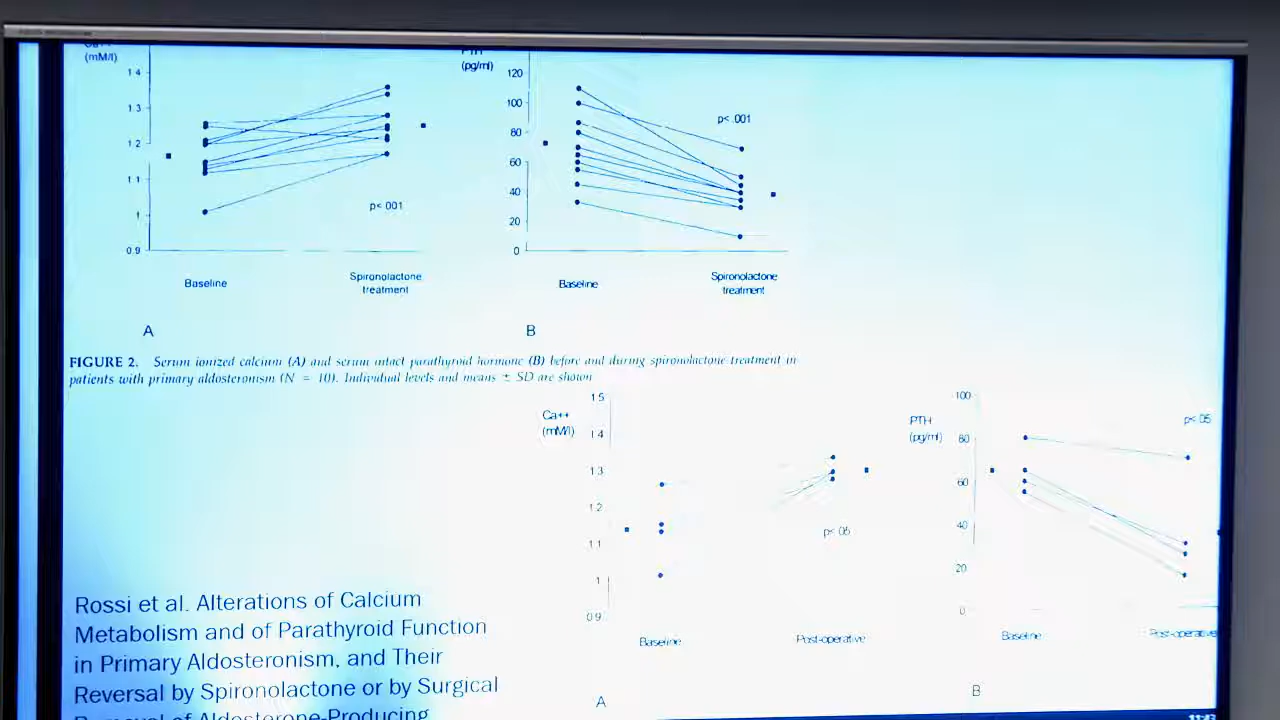 (mM/l)
1 4
1 3
1 2
1 1
1
0.9
p< 001
Baseline
Spironolactone
treatment
A
PTH
(pg/ml)
120
100
80
60
40
20
0
p< .001
Baseline
Spironolactone
treatment
B
FIGURE 2. Serum ionized calcium (A) and serum intact parathyroid hormone (B) before and during spironolactone treatment in
patients with primary aldosteronism (N = 10). Individual levels and means ± SD are shown
Ca++
(mM/l)
1 5
1 4
1 3
1 2
1 1
1
0 9
p< 05
Baseline
Post-operative
A
PTH
(pg/ml)
100
80
60
40
20
0
p< 05
Baseline
Post-operative
B
Rossi et al. Alterations of Calcium
Metabolism and of Parathyroid Function
in Primary Aldosteronism, and Their
Reversal by Spironolactone or by Surgical
Removal of Aldosterone-Producing